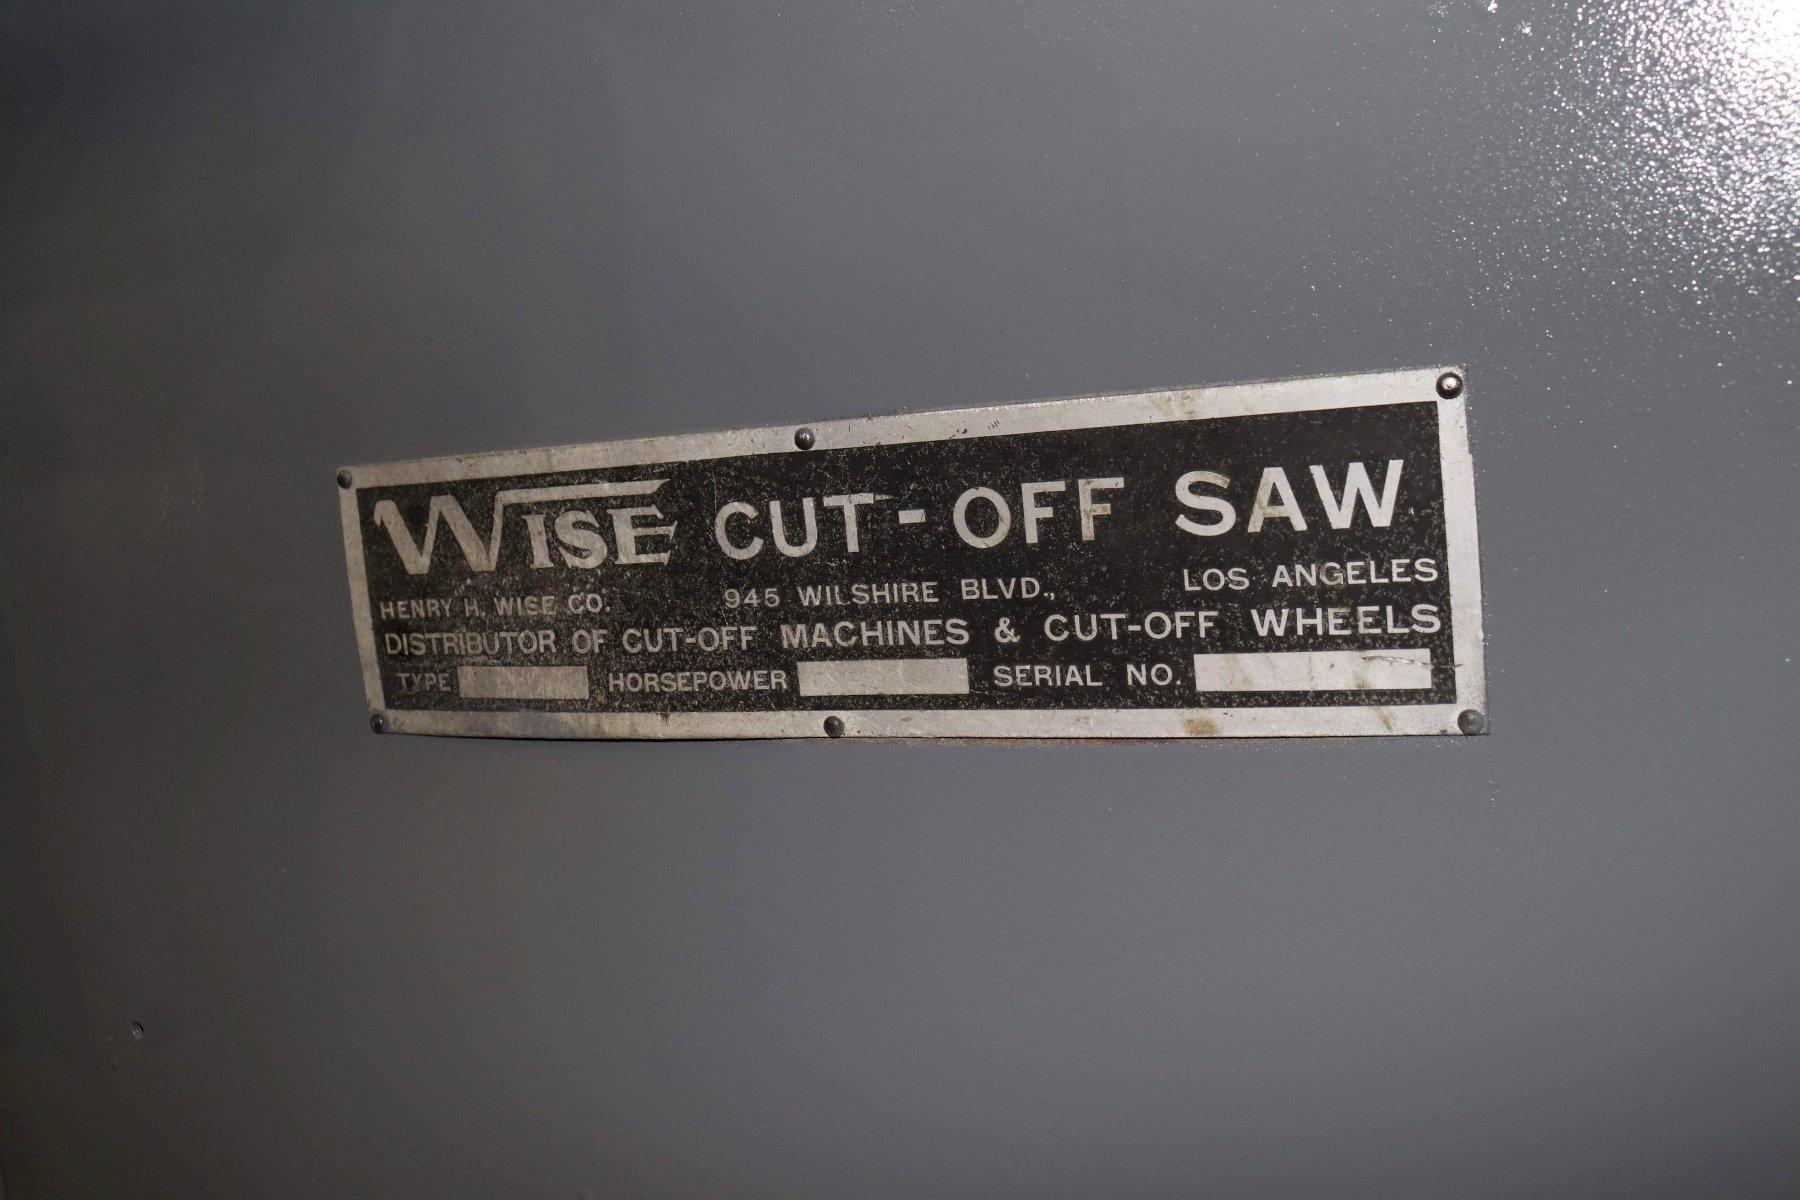 WISE CUT-OFF SAW
HENRY H. WISE CO. 945 WILSHIRE BLVD., LOS ANGELES
DISTRIBUTOR OF CUT-OFF MACHINES & CUT-OFF WHEELS
TYPE HORSEPOWER SERIAL NO.